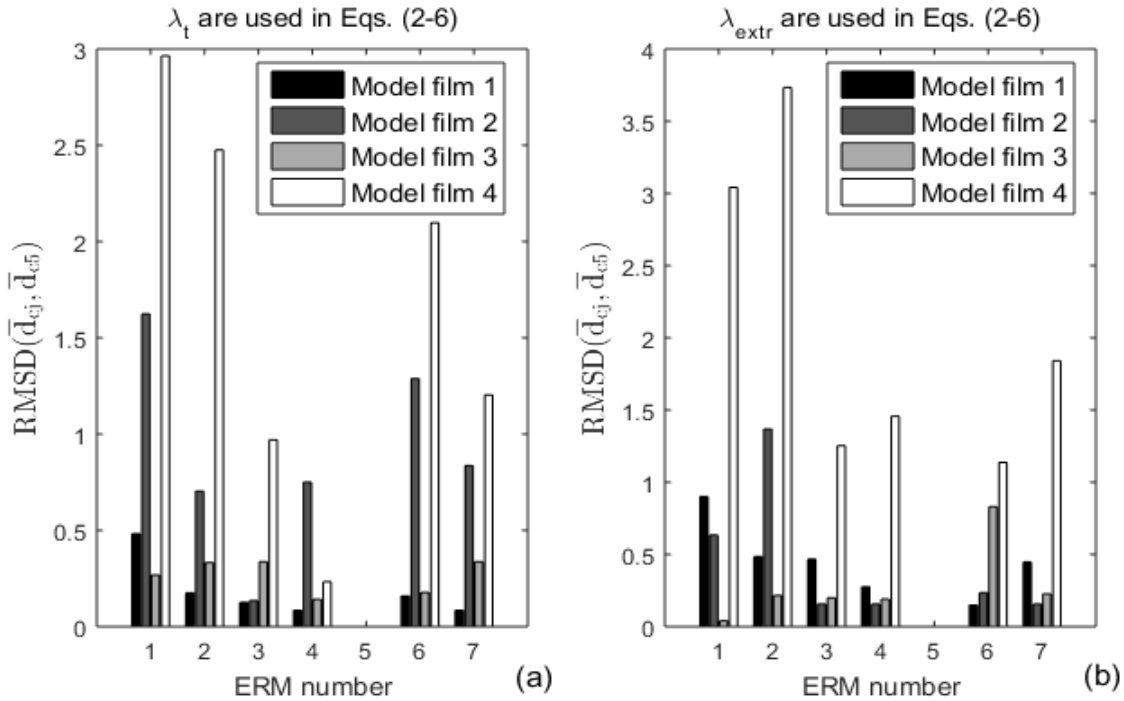 λt are used in Eqs. (2-6)
3
2.5
2
1.5
1
0.5
0
RMSD(d̅cj,d̅c5)
Model film 1
Model film 2
Model film 3
Model film 4
1 2 3 4 5 6 7
ERM number
(a)
λextr are used in Eqs. (2-6)
4
3.5
3
2.5
2
1.5
1
0.5
0
RMSD(d̅cj,d̅c5)
Model film 1
Model film 2
Model film 3
Model film 4
1 2 3 4 5 6 7
ERM number
(b)